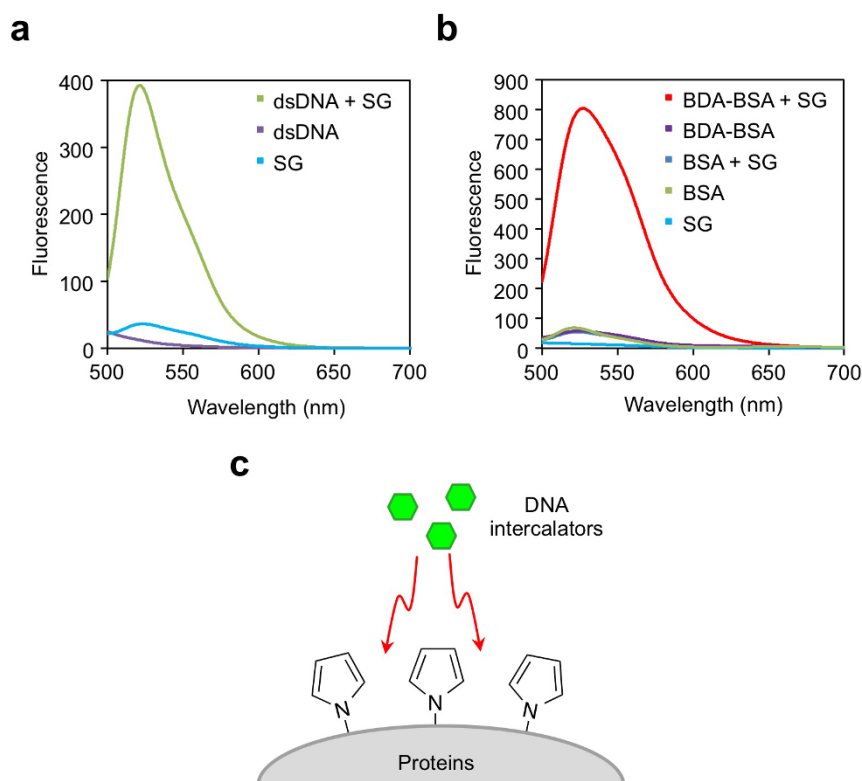 a
400
300
200
100
0
Fluorescence
dsDNA + SG
dsDNA
SG
500
550
600
650
700
Wavelength (nm)
b
900
800
700
600
500
400
300
200
100
0
Fluorescence
BDA-BSA + SG
BDA-BSA
BSA + SG
BSA
SG
500
550
600
650
700
Wavelength (nm)
c
DNA
intercalators
N
N
N
Proteins